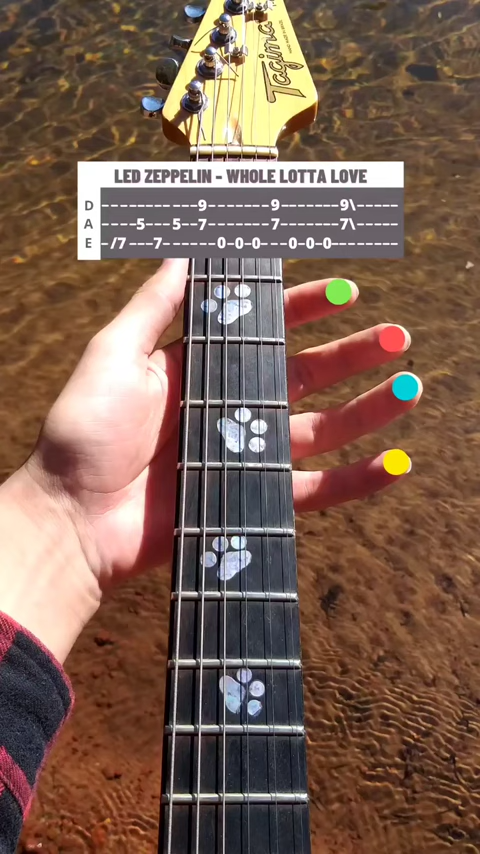 Tagima
LED ZEPPELIN - WHOLE LOTTA LOVE
D------------9--------9-------9\-----
A-----5---5--7--------7-------7\-----
E-/7---7-------0-0-0---0-0-0--------